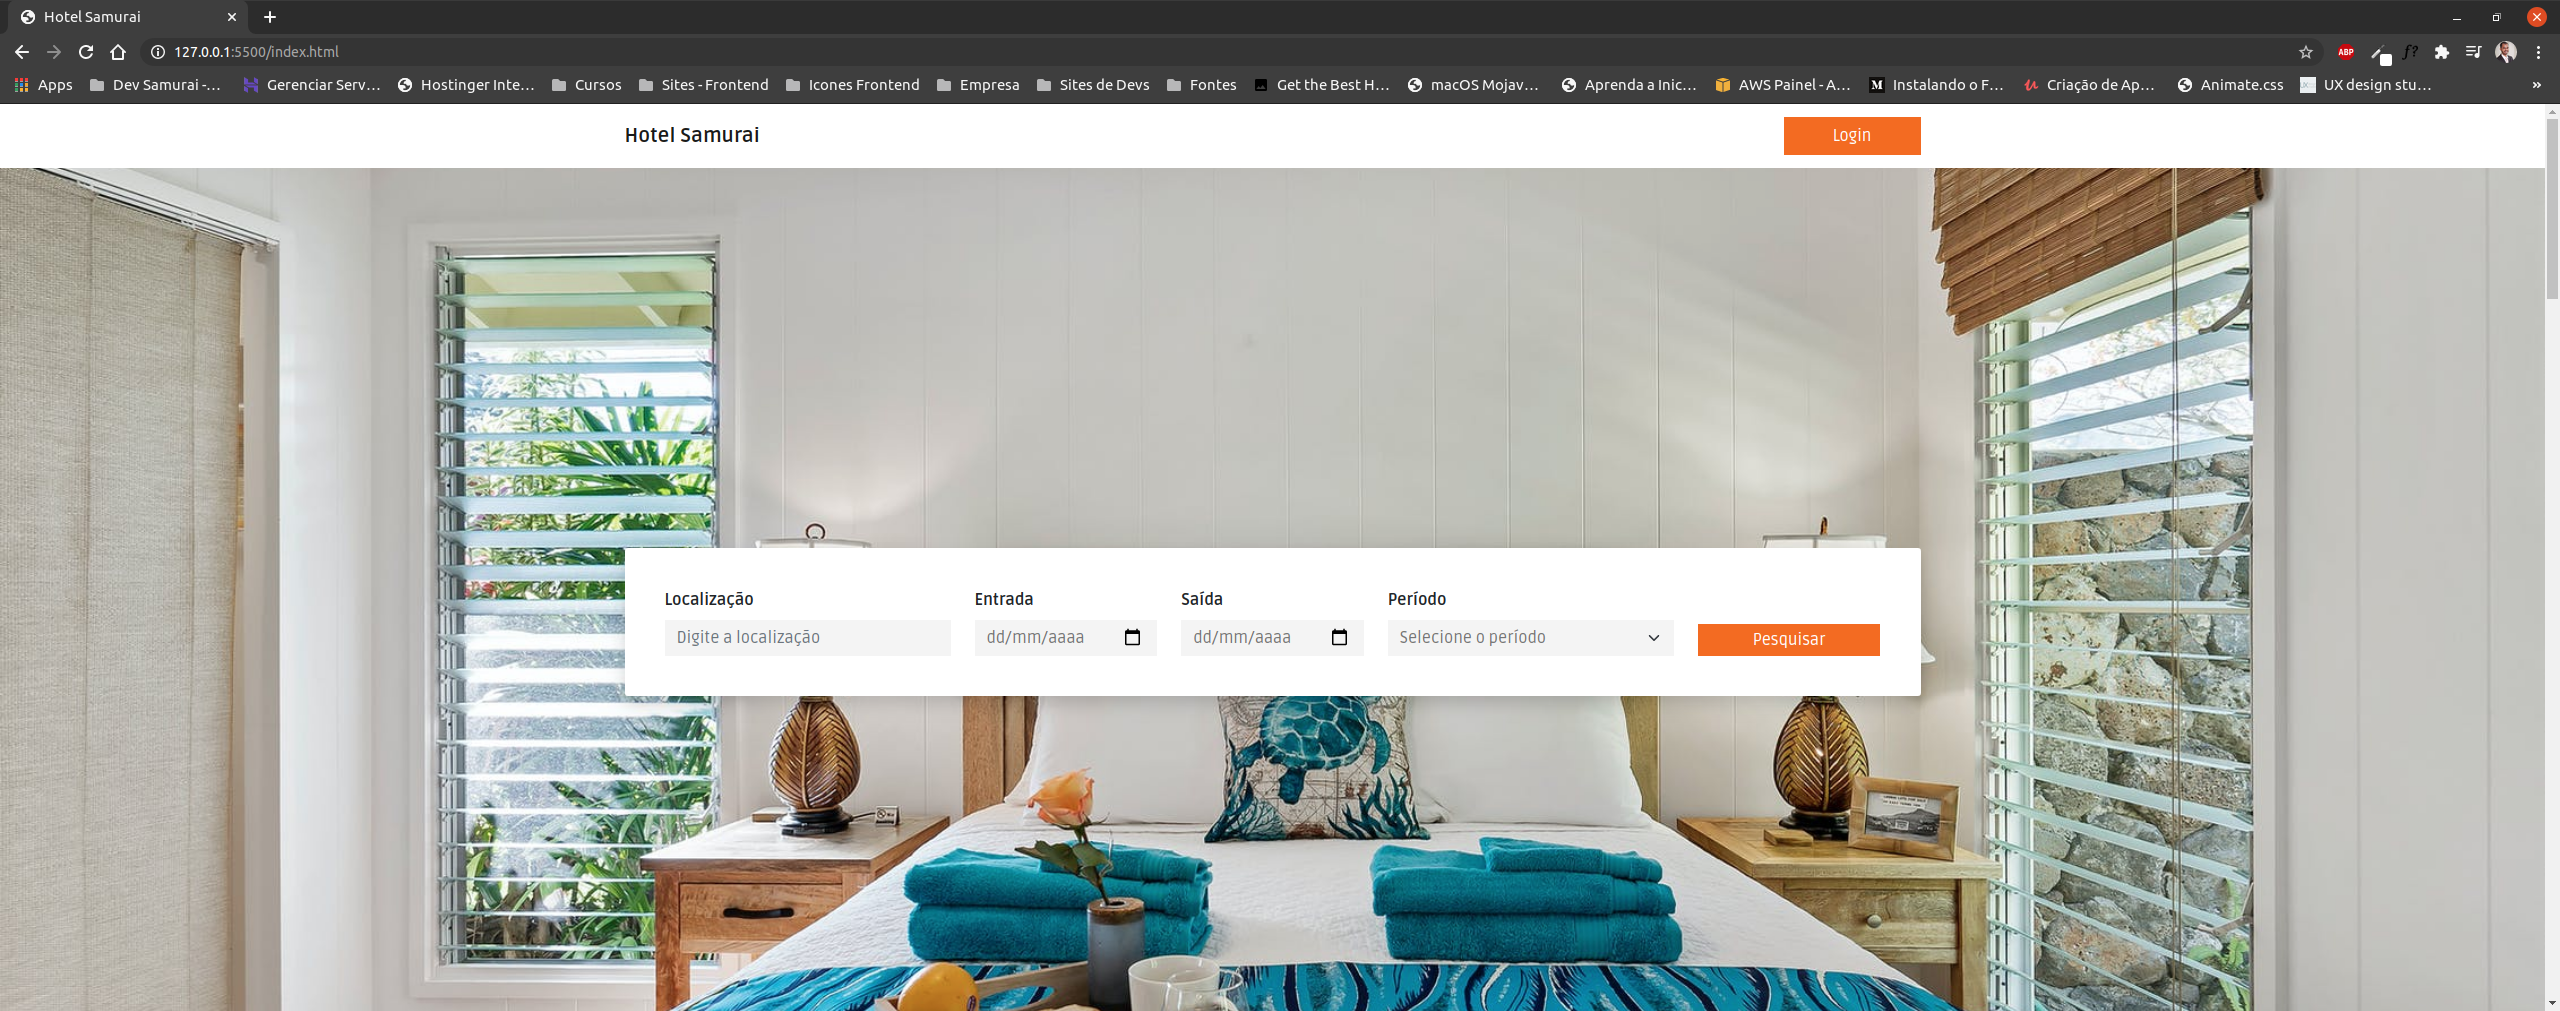 Hotel Samurai
127.0.0.1:5500/index.html
ABP
f?
Apps
Dev Samurai -...
Gerenciar Serv...
Hostinger Inte...
Cursos
Sites - Frontend
Icones Frontend
Empresa
Sites de Devs
Fontes
Get the Best H...
macOS Mojav...
Aprenda a Inic...
AWS Painel - A...
M
Instalando o F...
Criação de Ap...
Animate.css
UX design stu...
»
Hotel Samurai
Login
Localização
Entrada
Saída
Período
Digite a localização
dd/mm/aaaa
dd/mm/aaaa
Selecione o período
Pesquisar